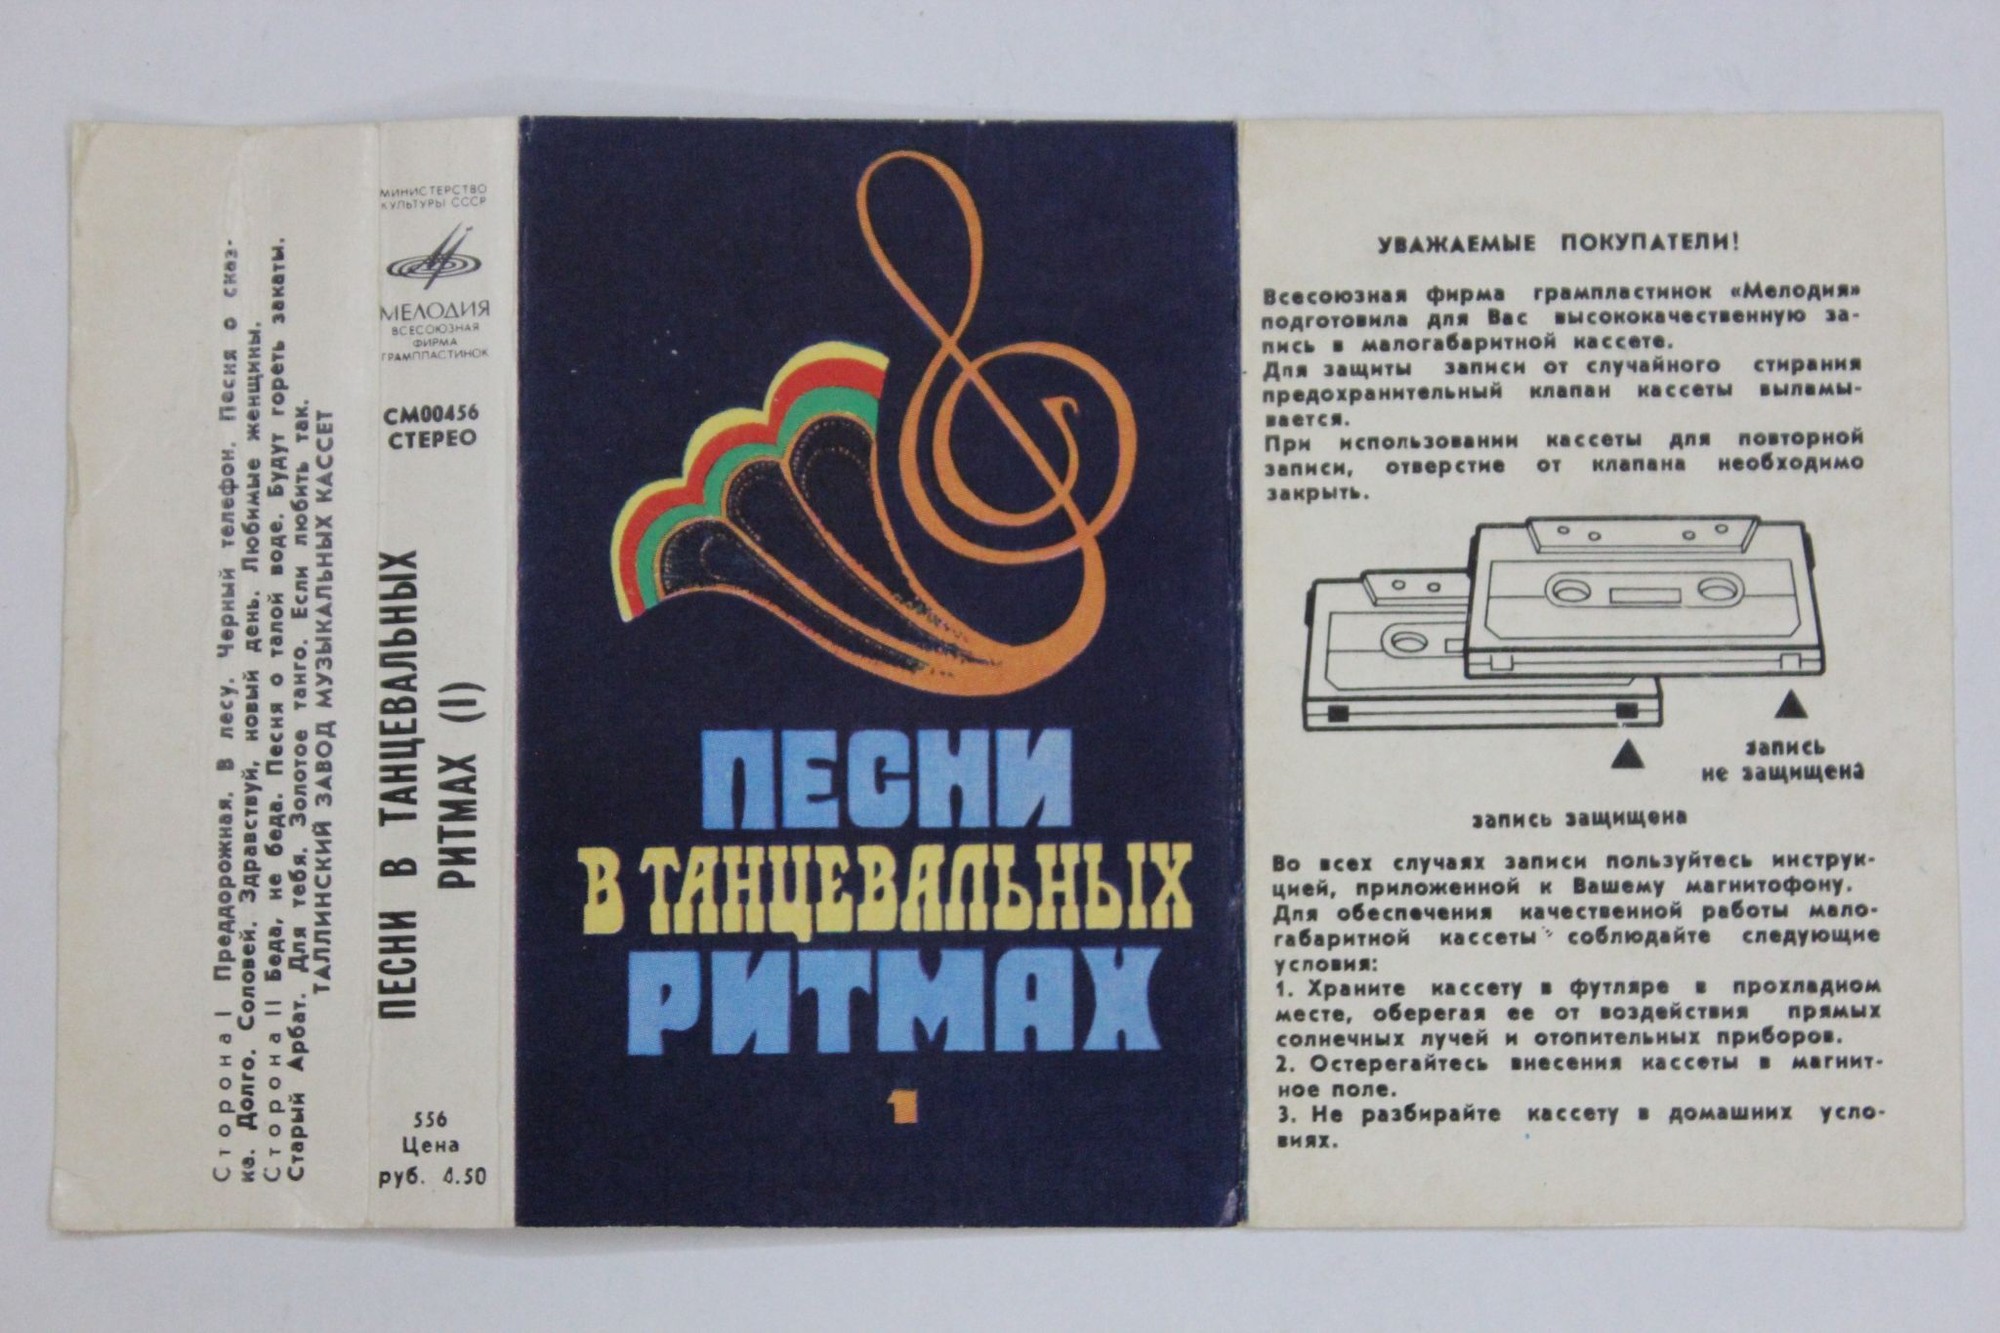 Сторона I Преддорожная. В лесу. Черный телефон. Песня о сказ-
ка. Долго. Соловей. Здравствуй, новый день. Любимые женщины.
Сторона II Беда, не беда. Песня о талой воде. Будут гореть закаты.
Старый Арбат. Для тебя. Золотое танго. Если любить так.
ТАЛЛИНСКИЙ ЗАВОД МУЗЫКАЛЬНЫХ КАССЕТ
МИНИСТЕРСТВО
КУЛЬТУРЫ СССР
МЕЛОДИЯ
ВСЕСОЮЗНАЯ
ФИРМА
ГРАМПЛАСТИНОК
СМ00456
СТЕРЕО
ПЕСНИ В ТАНЦЕВАЛЬНЫХ
РИТМАХ (I)
556
Цена
руб. 4.50
ПЕСНИ
В ТАНЦЕВАЛЬНЫХ
РИТМАХ
1
УВАЖАЕМЫЕ ПОКУПАТЕЛИ!
Всесоюзная фирма грампластинок «Мелодия»
подготовила для Вас высококачественную за-
пись в малогабаритной кассете.
Для защиты записи от случайного стирания
предохранительный клапан кассеты выламы-
вается.
При использовании кассеты для повторной
записи, отверстие от клапана необходимо
закрыть.
запись
не защищена
запись защищена
Во всех случаях записи пользуйтесь инструк-
цией, приложенной к Вашему магнитофону.
Для обеспечения качественной работы мало-
габаритной кассеты соблюдайте следующие
условия:
1. Храните кассету в футляре в прохладном
месте, оберегая ее от воздействия прямых
солнечных лучей и отопительных приборов.
2. Остерегайтесь внесения кассеты в магнит-
ное поле.
3. Не разбирайте кассету в домашних усло-
виях.